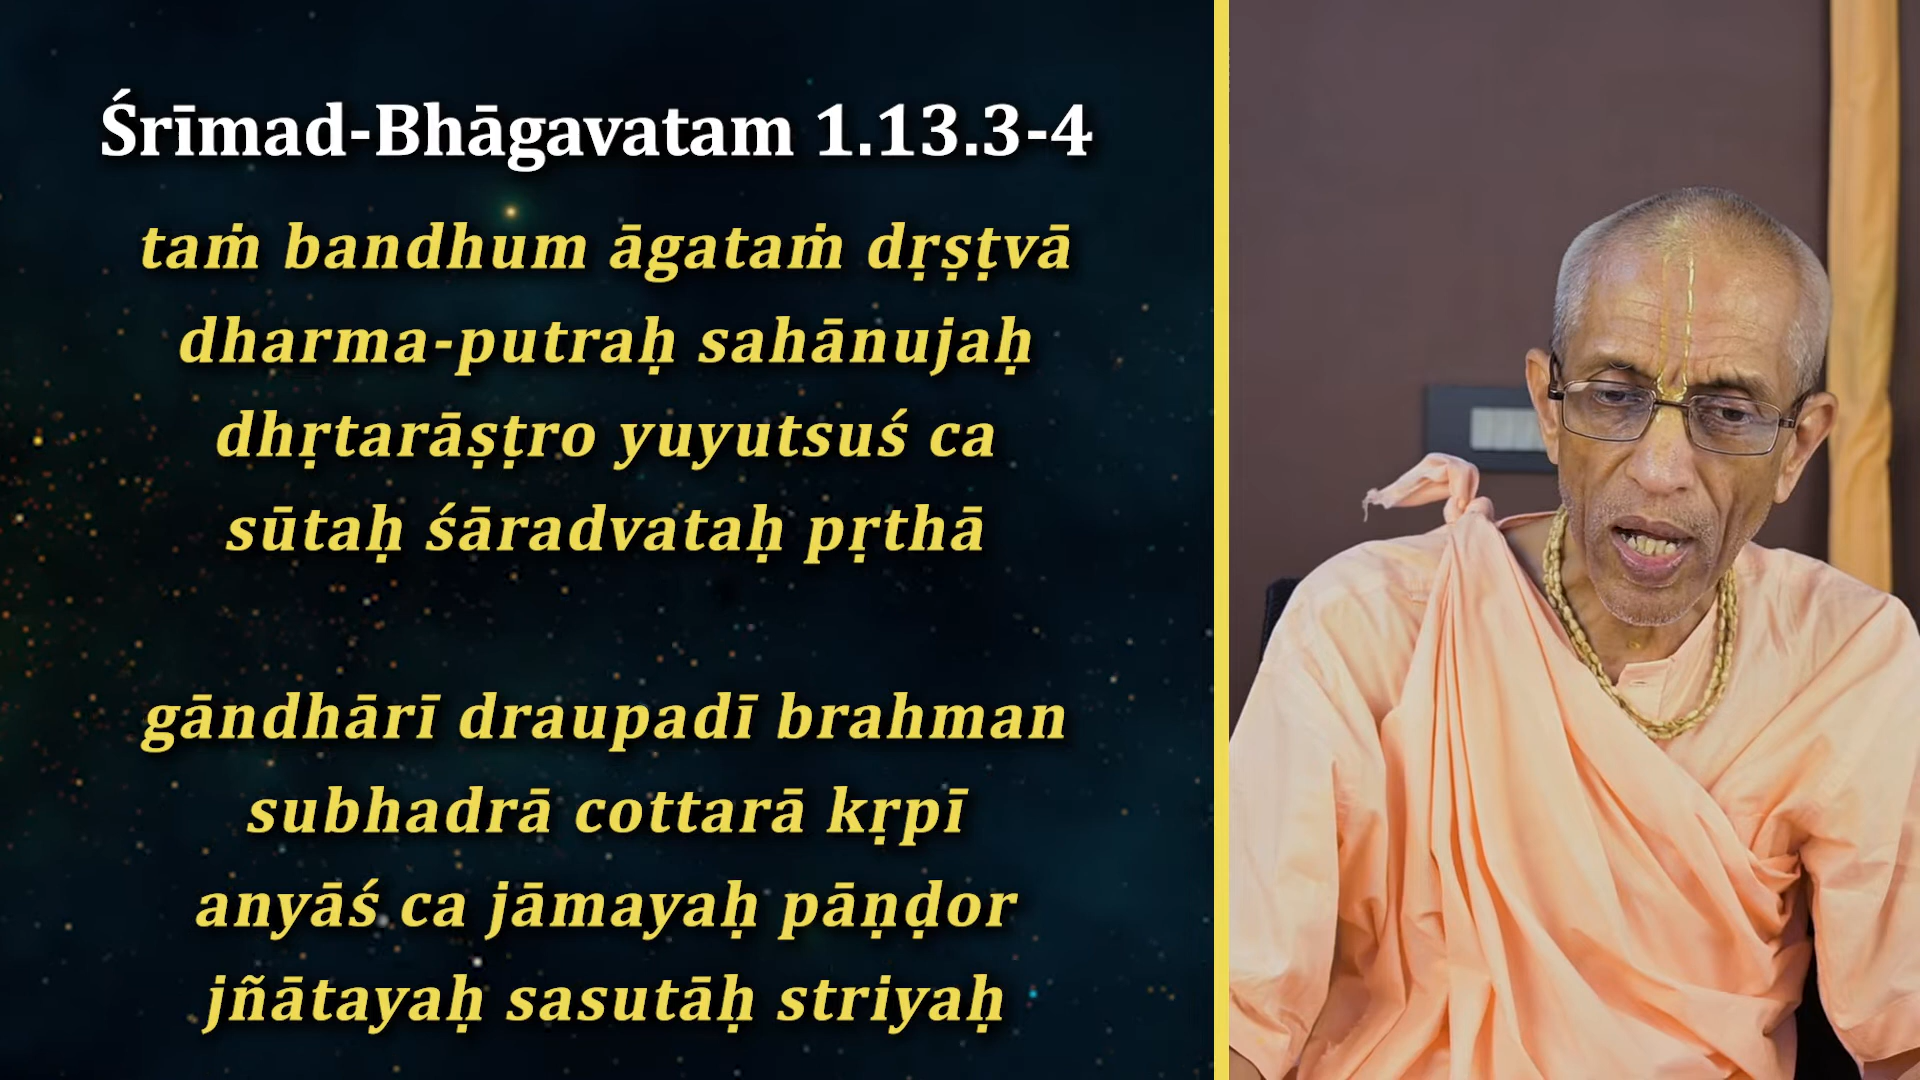 Śrīmad-Bhāgavatam 1.13.3-4
taṁ bandhum āgataṁ dṛṣṭvā
dharma-putraḥ sahānujaḥ
dhṛtarāṣṭro yuyutsuś ca
sūtaḥ śāradvataḥ pṛthā
gāndhārī draupadī brahman
subhadrā cottarā kṛpī
anyāś ca jāmayaḥ pāṇḍor
jñātayaḥ sasutāḥ striyaḥ